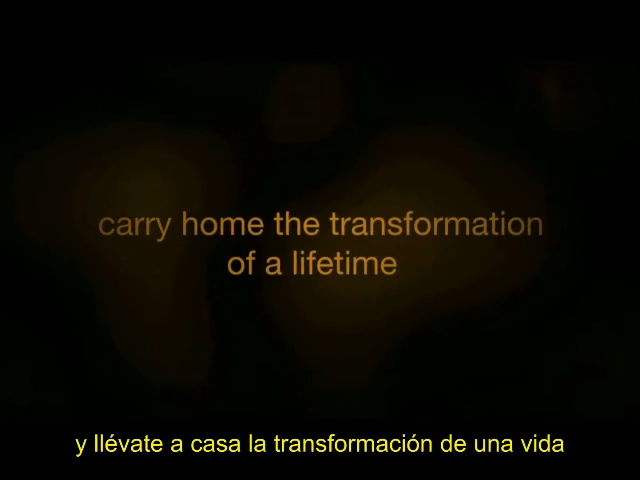 carry home the transformation
of a lifetime
y llévate a casa la transformación de una vida